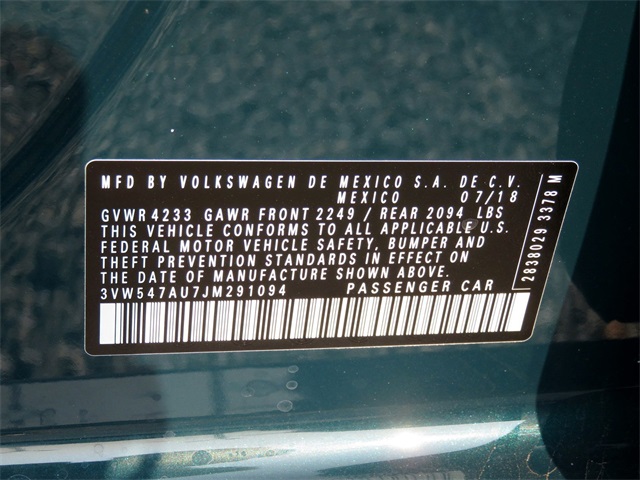 MFD BY VOLKSWAGEN DE MEXICO S.A. DE C.V.
MEXICO 07/18
GVWR 4233 GAWR FRONT 2249 / REAR 2094 LBS
THIS VEHICLE CONFORMS TO ALL APPLICABLE U.S.
FEDERAL MOTOR VEHICLE SAFETY, BUMPER AND
THEFT PREVENTION STANDARDS IN EFFECT ON
THE DATE OF MANUFACTURE SHOWN ABOVE.
3VW547AU7JM291094 PASSENGER CAR
2838029 3378 M